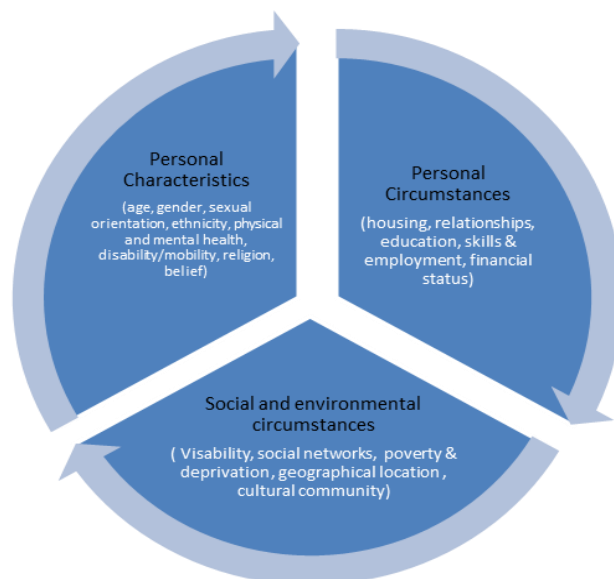 Personal
Characteristics
(age, gender, sexual
orientation, ethnicity, physical
and mental health,
disability/mobility, religion,
belief)
Personal
Circumstances
(housing, relationships,
education, skills &
employment, financial
status)
Social and environmental
circumstances
( Visability, social networks, poverty &
deprivation, geographical location ,
cultural community)